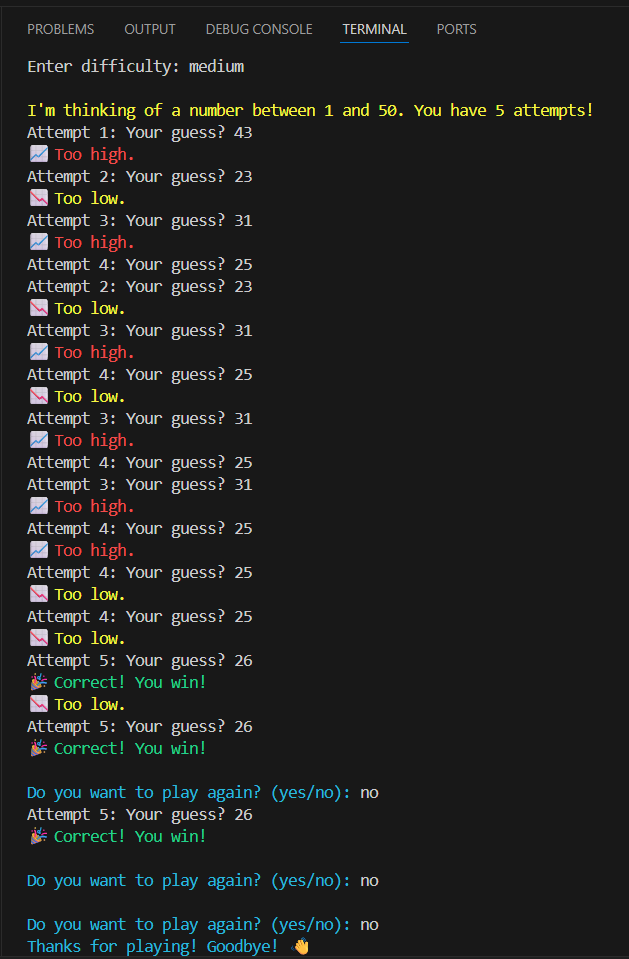 PROBLEMS OUTPUT DEBUG CONSOLE TERMINAL PORTS
Enter difficulty: medium
I'm thinking of a number between 1 and 50. You have 5 attempts!
Attempt 1: Your guess? 43
📈 Too high.
Attempt 2: Your guess? 23
📉 Too low.
Attempt 3: Your guess? 31
📈 Too high.
Attempt 4: Your guess? 25
Attempt 2: Your guess? 23
📉 Too low.
Attempt 3: Your guess? 31
📈 Too high.
Attempt 4: Your guess? 25
📉 Too low.
Attempt 3: Your guess? 31
📈 Too high.
Attempt 4: Your guess? 25
Attempt 3: Your guess? 31
📈 Too high.
Attempt 4: Your guess? 25
📈 Too high.
Attempt 4: Your guess? 25
📉 Too low.
Attempt 4: Your guess? 25
📉 Too low.
Attempt 5: Your guess? 26
🎉 Correct! You win!
📉 Too low.
Attempt 5: Your guess? 26
🎉 Correct! You win!
Do you want to play again? (yes/no): no
Attempt 5: Your guess? 26
🎉 Correct! You win!
Do you want to play again? (yes/no): no
Do you want to play again? (yes/no): no
Thanks for playing! Goodbye! 👋